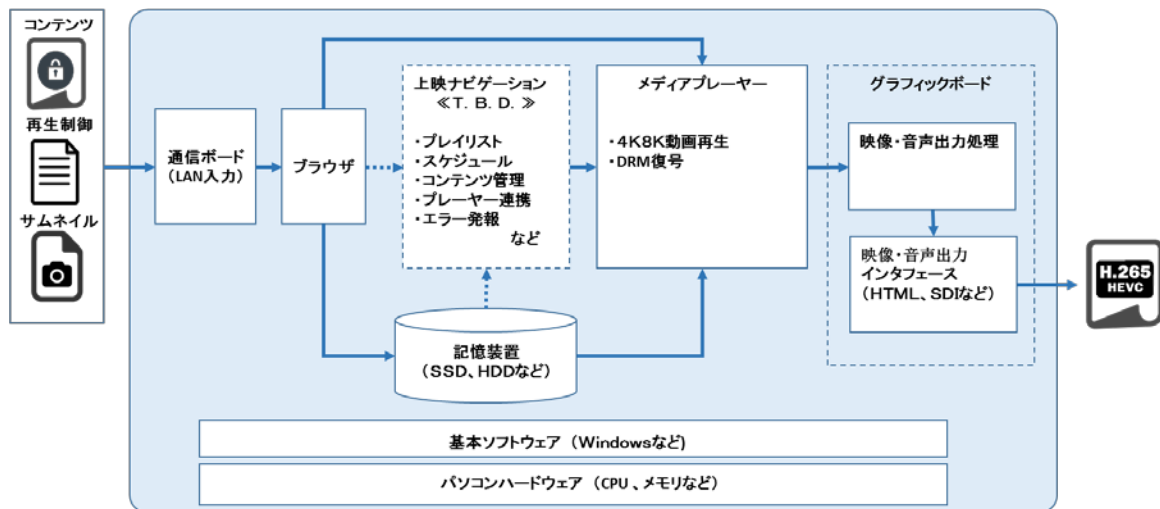 コンテンツ
再生制御
サムネイル
通信ボード
(LAN入力)
ブラウザ
上映ナビゲーション
≪T. B. D. ≫
・プレイリスト
・スケジュール
・コンテンツ管理
・プレーヤー連携
・エラー発報
など
メディアプレーヤー
・4K8K動画再生
・DRM復号
グラフィックボード
映像・音声出力処理
映像・音声出力
インタフェース
(HTML、SDIなど)
H.265
HEVC
記憶装置
(SSD、HDDなど)
基本ソフトウェア (Windowsなど)
パソコンハードウェア (CPU、メモリなど)